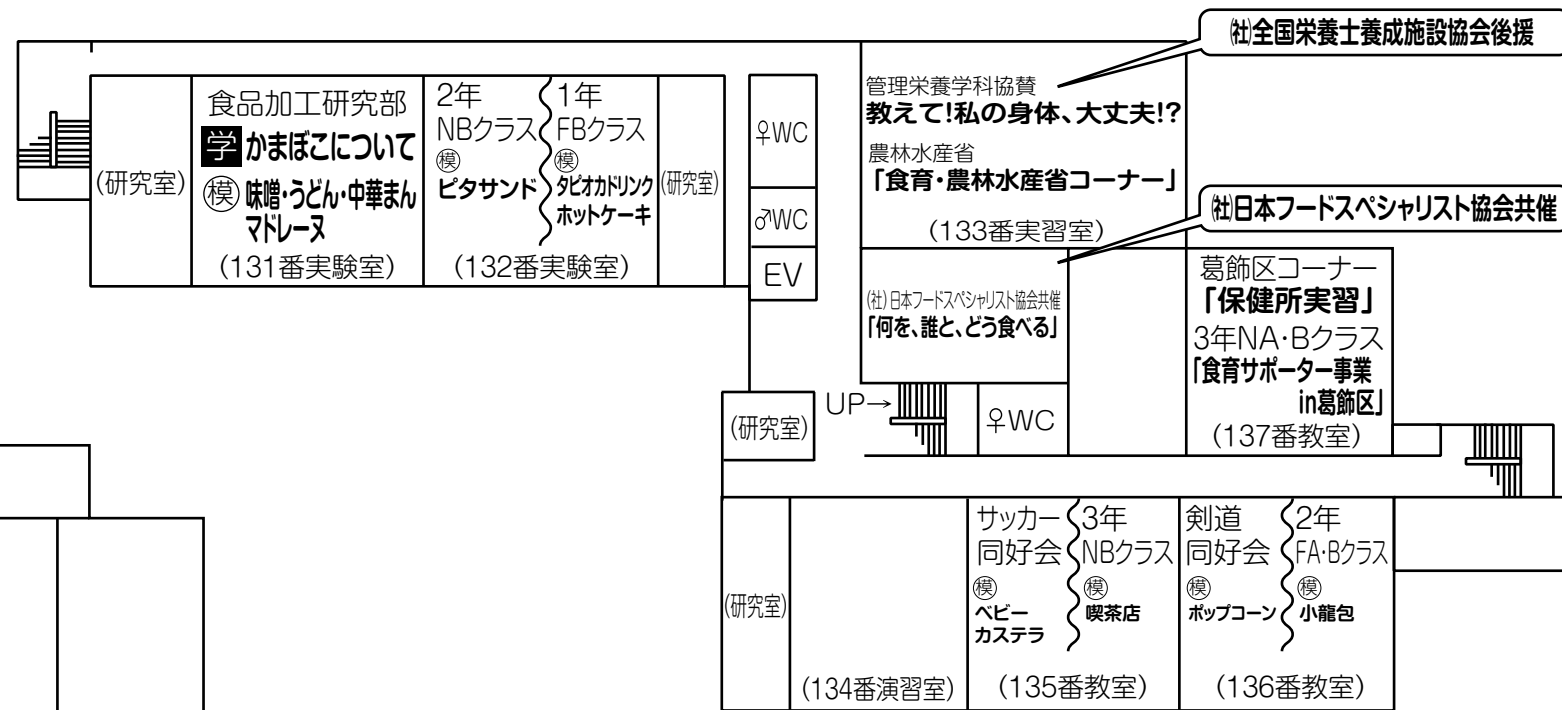 ㈳全国栄養士養成施設協会後援
管理栄養学科協賛
教えて!私の身体、大丈夫!?
農林水産省
「食育・農林水産省コーナー」
(133番実習室)
㈳日本フードスペシャリスト協会共催
(研究室)
食品加工研究部
学 かまぼこについて
模 味噌・うどん・中華まん
マドレーヌ
(131番実験室)
2年
NBクラス
模
ピタサンド
1年
FBクラス
模
タピオカドリンク
ホットケーキ
(132番実験室)
(研究室)
♀WC
♂WC
EV
(社)日本フードスペシャリスト協会共催
「何を、誰と、どう食べる」
葛飾区コーナー
「保健所実習」
3年NA・Bクラス
「食育サポーター事業
in葛飾区」
(137番教室)
(研究室)
UP→
♀WC
(研究室)
(134番演習室)
サッカー
同好会
模
ベビー
カステラ
3年
NBクラス
模
喫茶店
(135番教室)
剣道
同好会
模
ポップコーン
2年
FA・Bクラス
模
小龍包
(136番教室)